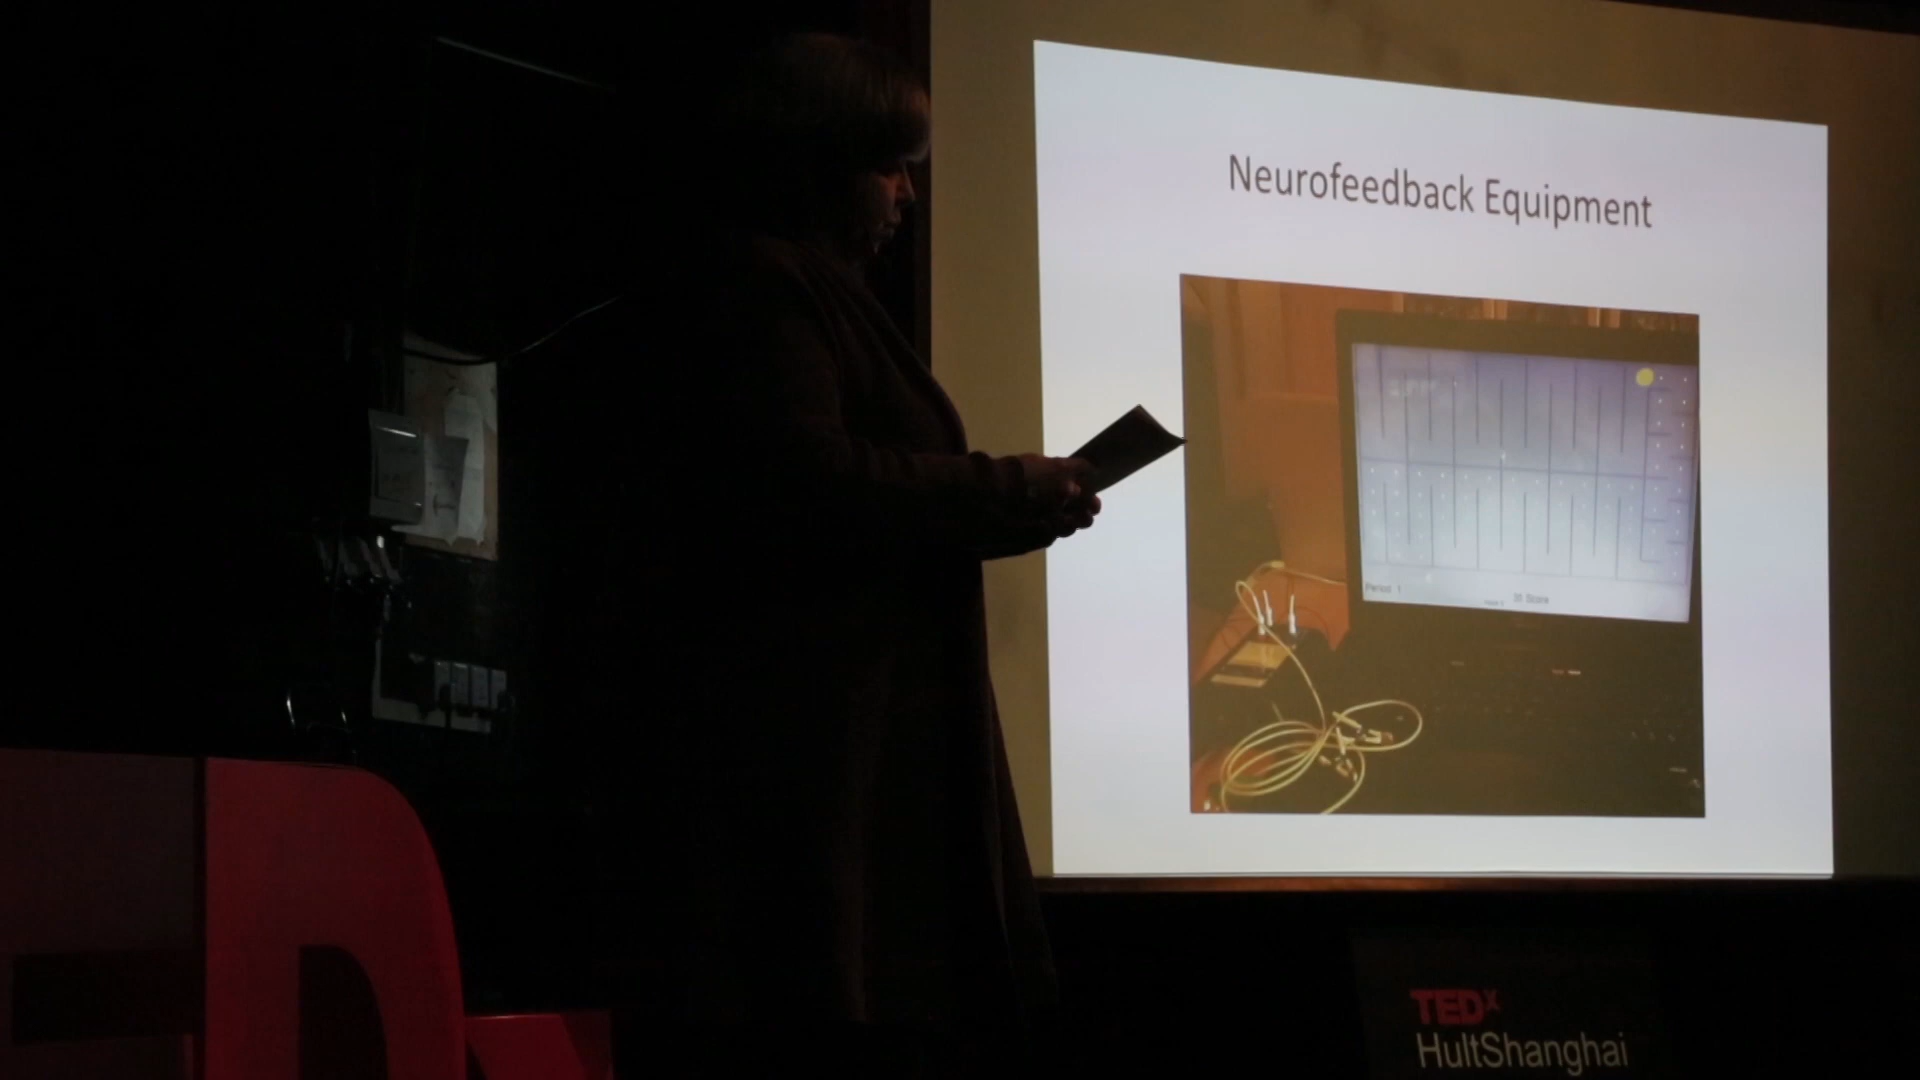 Neurofeedback Equipment
Period 1
Score
TEDx
HultShanghai